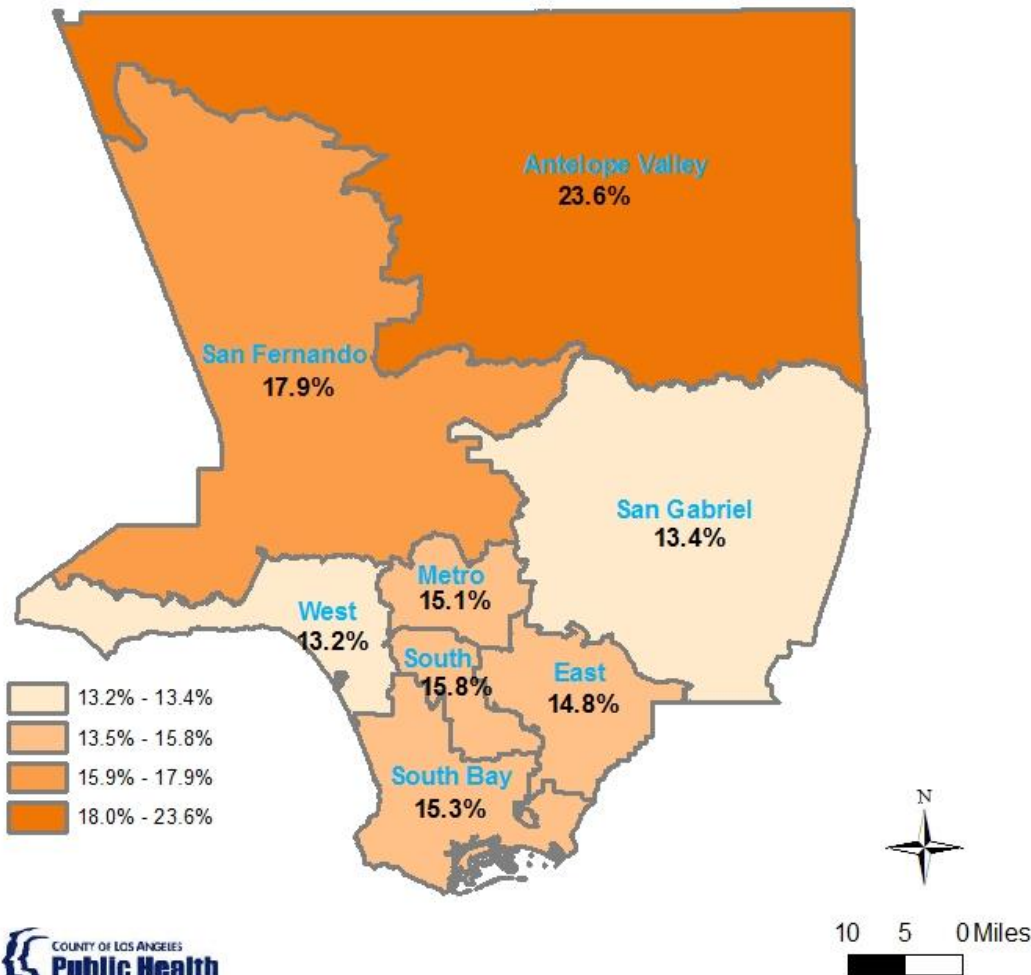 Antelope Valley
23.6%
San Fernando
17.9%
San Gabriel
13.4%
Metro
15.1%
West
13.2%
South
15.8%
East
14.8%
South Bay
15.3%
13.2% - 13.4%
13.5% - 15.8%
15.9% - 17.9%
18.0% - 23.6%
N
10 5 0 Miles
COUNTY OF LOS ANGELES
Public Health